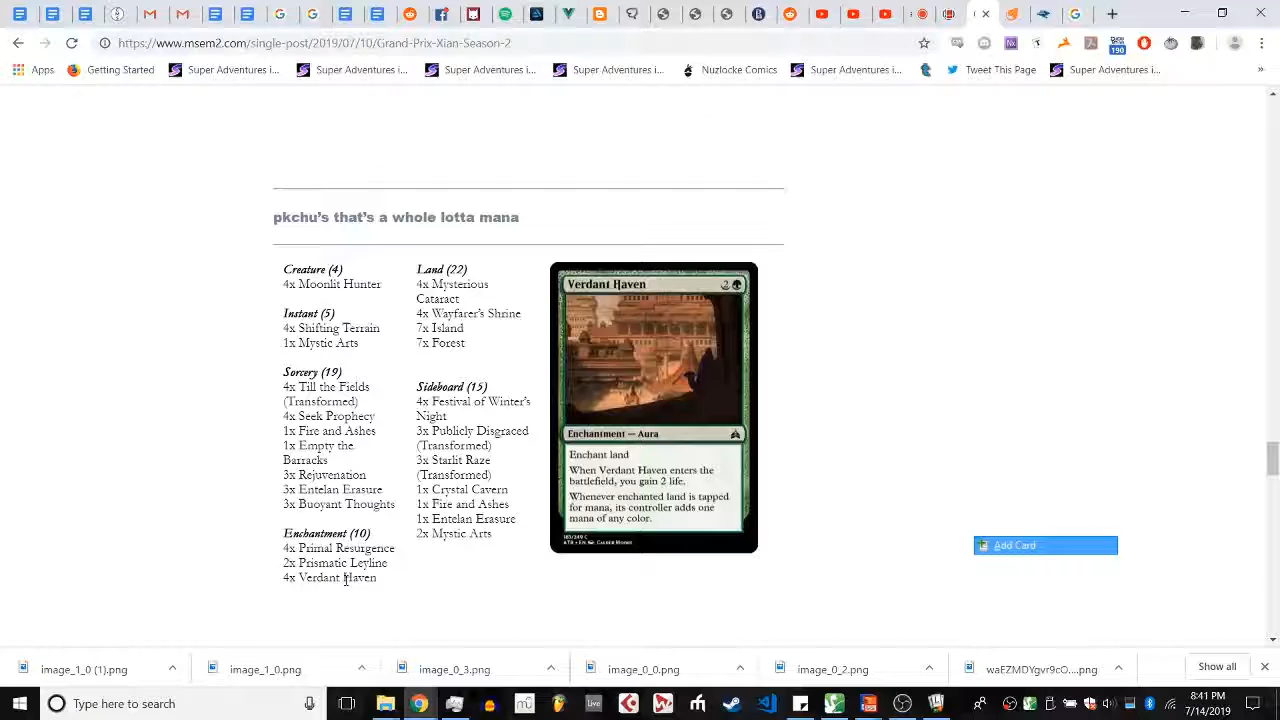 https://www.msem2.com/single-post/2019/07/10/Grand-Prix-Xian-Season-2
190
Apps Getting Started Super Adventures i... Super Adventures i... Super Adventures i... Super Adventures i... Nuzlocke Comics Super Adventures i... Tweet This Page Super Adventures i... »
pkchu's that's a whole lotta mana
Creature (4)
4x Moonlit Hunter
Instant (5)
4x Shifting Terrain
1x Mystic Arts
Sorcery (19)
4x Till the Fields
(Transformed)
4x Seek Prophecy
1x Fire and Ashes
1x Empty the
Barracks
3x Rejuvenation
3x Entelan Erasure
3x Buoyant Thoughts
Enchantment (10)
4x Primal Resurgence
2x Prismatic Leyline
4x Verdant Haven
Land (22)
4x Mysterious
Cataract
4x Wayfarer's Shrine
7x Island
7x Forest
Sideboard (15)
4x Festival of Winter's
Night
3x Publicly Disgraced
(Transformed)
3x Starlit Raze
(Transformed)
1x Crystal Cavern
1x Fire and Ashes
1x Entelan Erasure
2x Mystic Arts
Verdant Haven 2
Enchantment — Aura
Enchant land
When Verdant Haven enters the
battlefield, you gain 2 life.
Whenever enchanted land is tapped
for mana, its controller adds one
mana of any color.
Add Card
image_1_0 (1).png image_1_0.png image_0_3.png image_0_0.png image_0_2.png waEZMDYgvr9cO....png Show all
Type here to search
Live
8:41 PM
7/14/2019